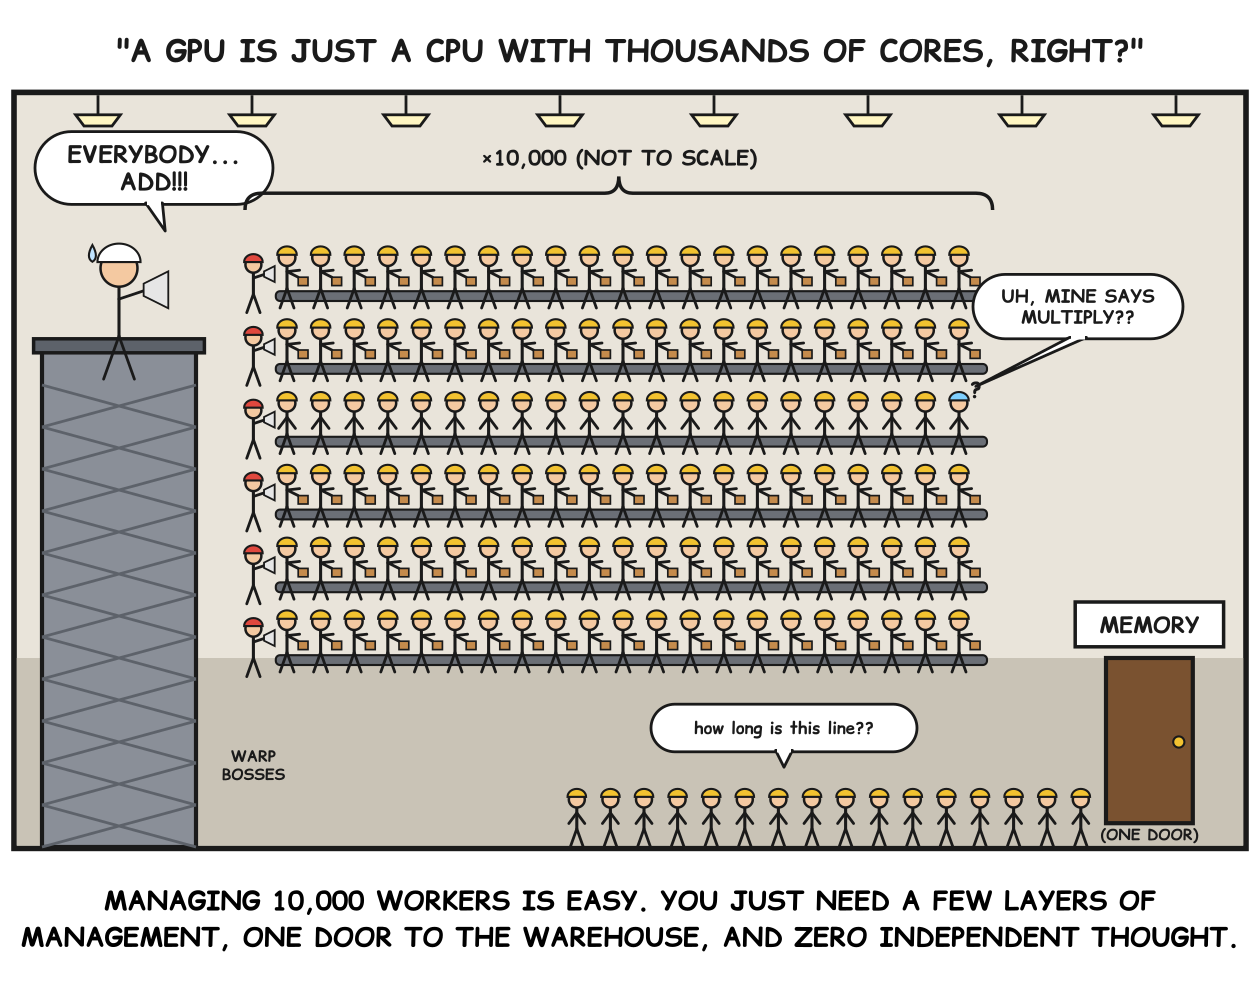 "A GPU IS JUST A CPU WITH THOUSANDS OF CORES, RIGHT?"
EVERYBODY...
ADD!!!
×10,000 (NOT TO SCALE)
UH, MINE SAYS
MULTIPLY??
?
MEMORY
how long is this line??
WARP
BOSSES
(ONE DOOR)
MANAGING 10,000 WORKERS IS EASY. YOU JUST NEED A FEW LAYERS OF
MANAGEMENT, ONE DOOR TO THE WAREHOUSE, AND ZERO INDEPENDENT THOUGHT.